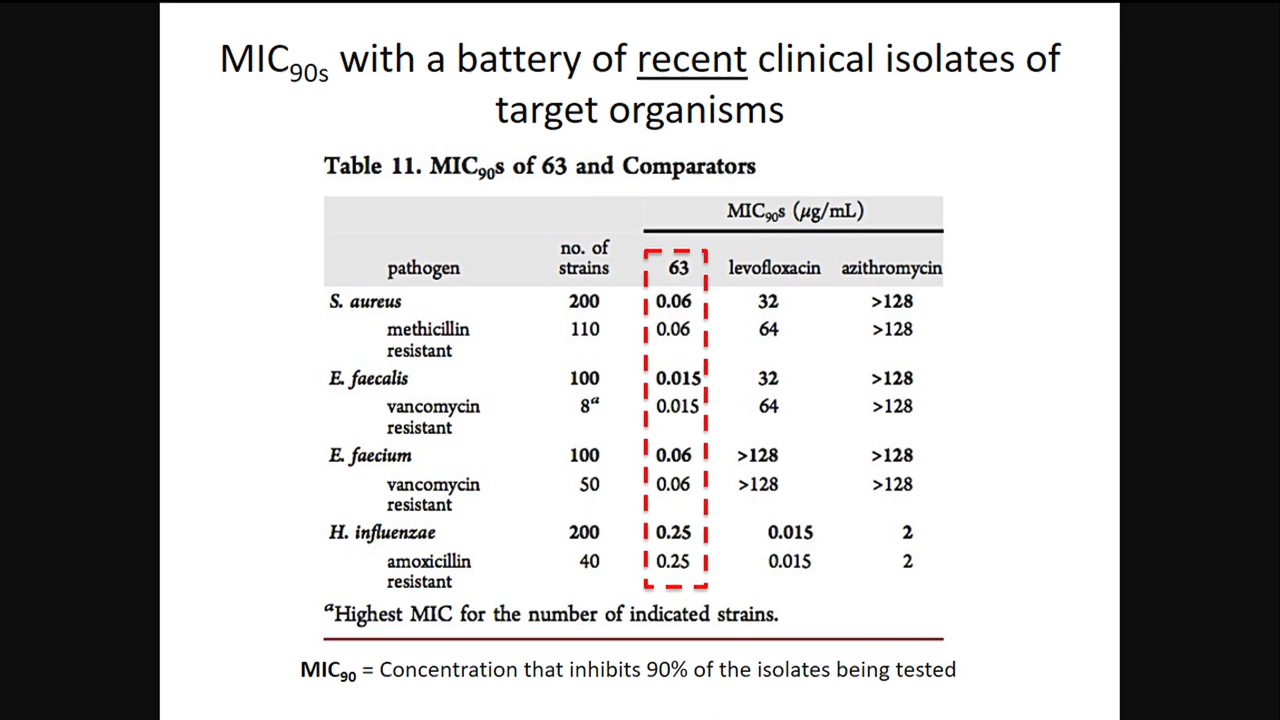 MIC90s with a battery of recent clinical isolates of
target organisms
Table 11. MIC90s of 63 and Comparators
MIC90s (μg/mL)
pathogen no. of strains 63 levofloxacin azithromycin
S. aureus 200 0.06 32 >128
methicillin resistant 110 0.06 64 >128
E. faecalis 100 0.015 32 >128
vancomycin resistant 8a 0.015 64 >128
E. faecium 100 0.06 >128 >128
vancomycin resistant 50 0.06 >128 >128
H. influenzae 200 0.25 0.015 2
amoxicillin resistant 40 0.25 0.015 2
aHighest MIC for the number of indicated strains.
MIC90 = Concentration that inhibits 90% of the isolates being tested